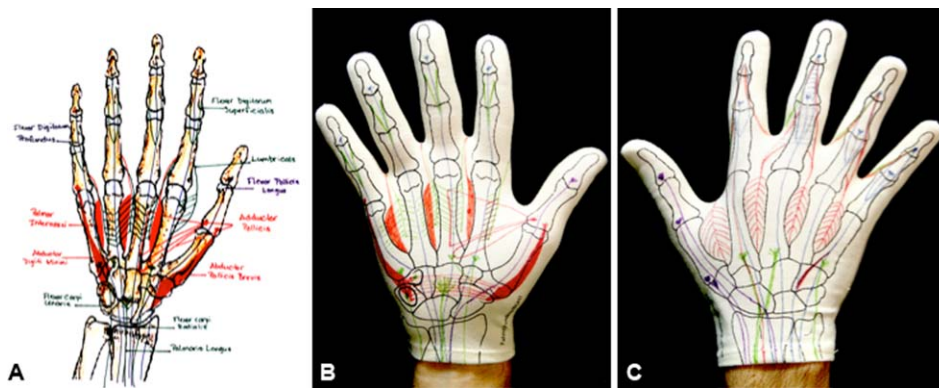 Flexor Digitorum
Superficialis
Flexor Digitorum
Profundus
Lumbricals
Flexor Pollicis
Longus
Palmar
Interossei
Adductor
Pollicis
Abductor
Digiti Minimi
Abductor
Pollicis Brevis
Flexor carpi
Ulnaris
Flexor carpi
Radialis
Palmaris Longus
A
B
C